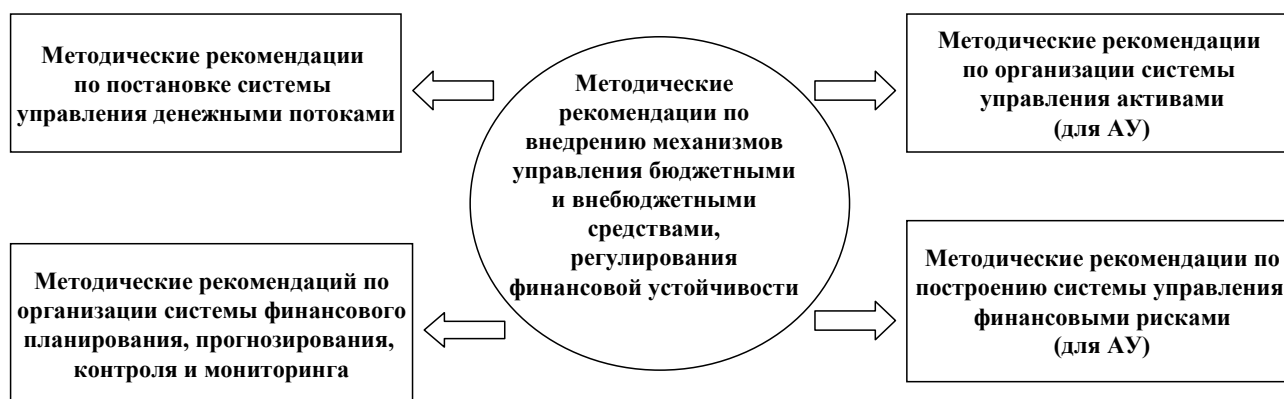 Методические рекомендации
по постановке системы
управления денежными потоками
Методические
рекомендации по
внедрению механизмов
управления бюджетными
и внебюджетными
средствами,
регулирования
финансовой устойчивости
Методические рекомендации
по организации системы
управления активами
(для АУ)
Методические рекомендаций по
организации системы финансового
планирования, прогнозирования,
контроля и мониторинга
Методические рекомендации по
построению системы управления
финансовыми рисками
(для АУ)